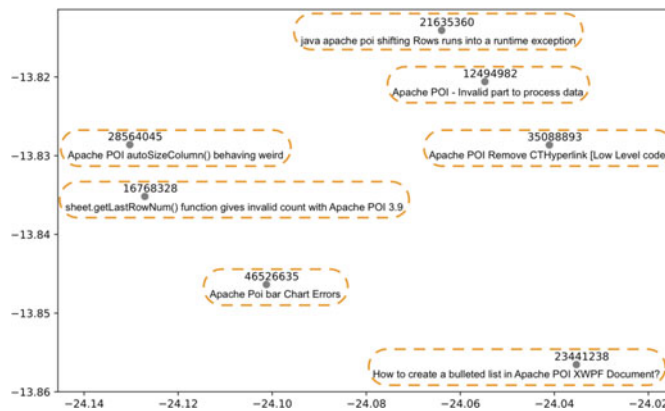 21635360
java apache poi shifting Rows runs into a runtime exception
−13.82
12494982
Apache POI - Invalid part to process data
28564045
Apache POI autoSizeColumn() behaving weird
35088893
Apache POI Remove CTHyperlink [Low Level code
−13.83
16768328
sheet.getLastRowNum() function gives invalid count with Apache POI 3.9
−13.84
46526635
Apache Poi bar Chart Errors
−13.85
23441238
How to create a bulleted list in Apache POI XWPF Document?
−13.86
−24.14 −24.12 −24.10 −24.08 −24.06 −24.04 −24.02